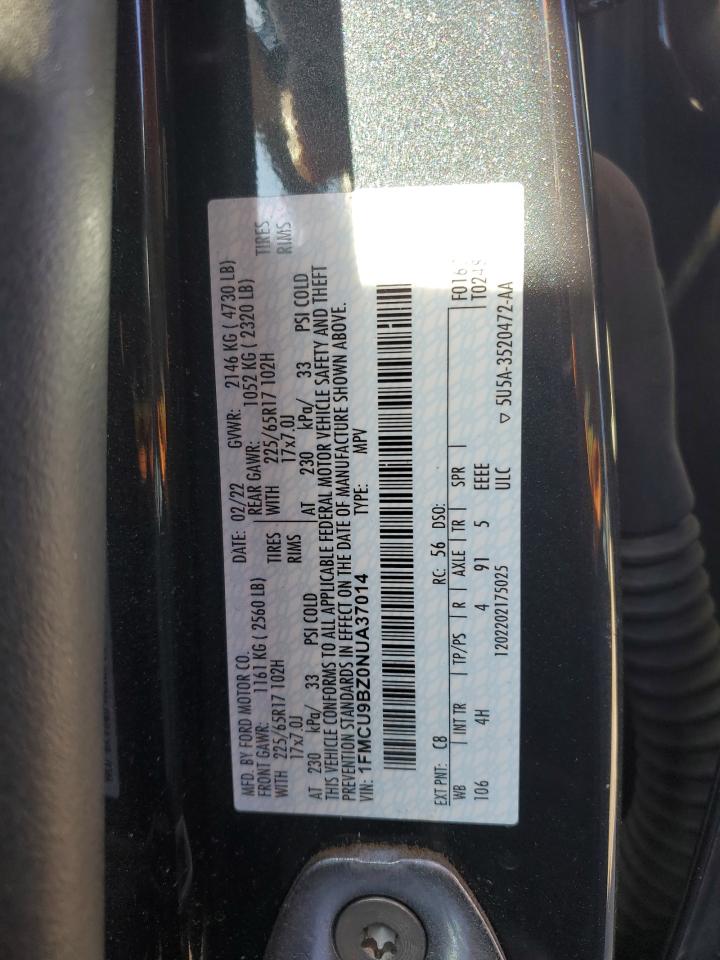 MFD. BY FORD MOTOR CO.
DATE: 02/22 GVWR: 2146 KG ( 4730 LB)
FRONT GAWR: 1161 KG ( 2560 LB)
REAR GAWR: 1052 KG ( 2320 LB)
WITH 225/65R17 102H TIRES
WITH 225/65R17 102H TIRES
17x7.0J RIMS
17x7.0J RIMS
AT 230 kPa/ 33 PSI COLD
AT 230 kPa/ 33 PSI COLD
THIS VEHICLE CONFORMS TO ALL APPLICABLE FEDERAL MOTOR VEHICLE SAFETY AND THEFT
PREVENTION STANDARDS IN EFFECT ON THE DATE OF MANUFACTURE SHOWN ABOVE.
VIN: 1FMCU9BZ0NUA37014 TYPE: MPV
EXT PNT: C8 RC: 56 DSO: F016
WB INT TR TP/PS R AXLE TR SPR T0248
106 4H 4 91 5 EEEE
1202202175025 ULC 5U5A-3520472-AA